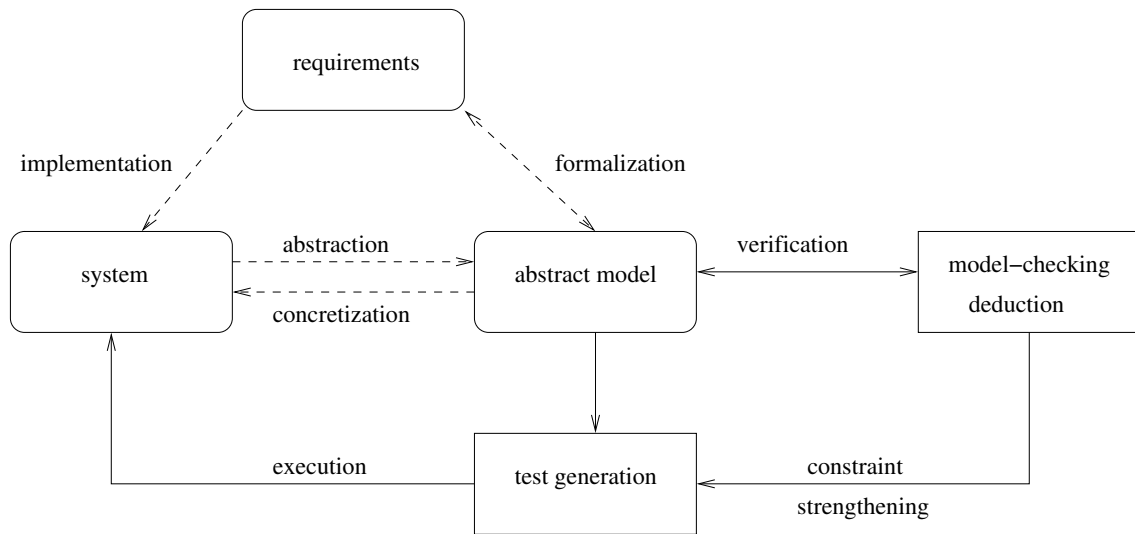 requirements
implementation
formalization
system
abstraction
concretization
abstract model
verification
model−checking
deduction
execution
test generation
constraint
strengthening